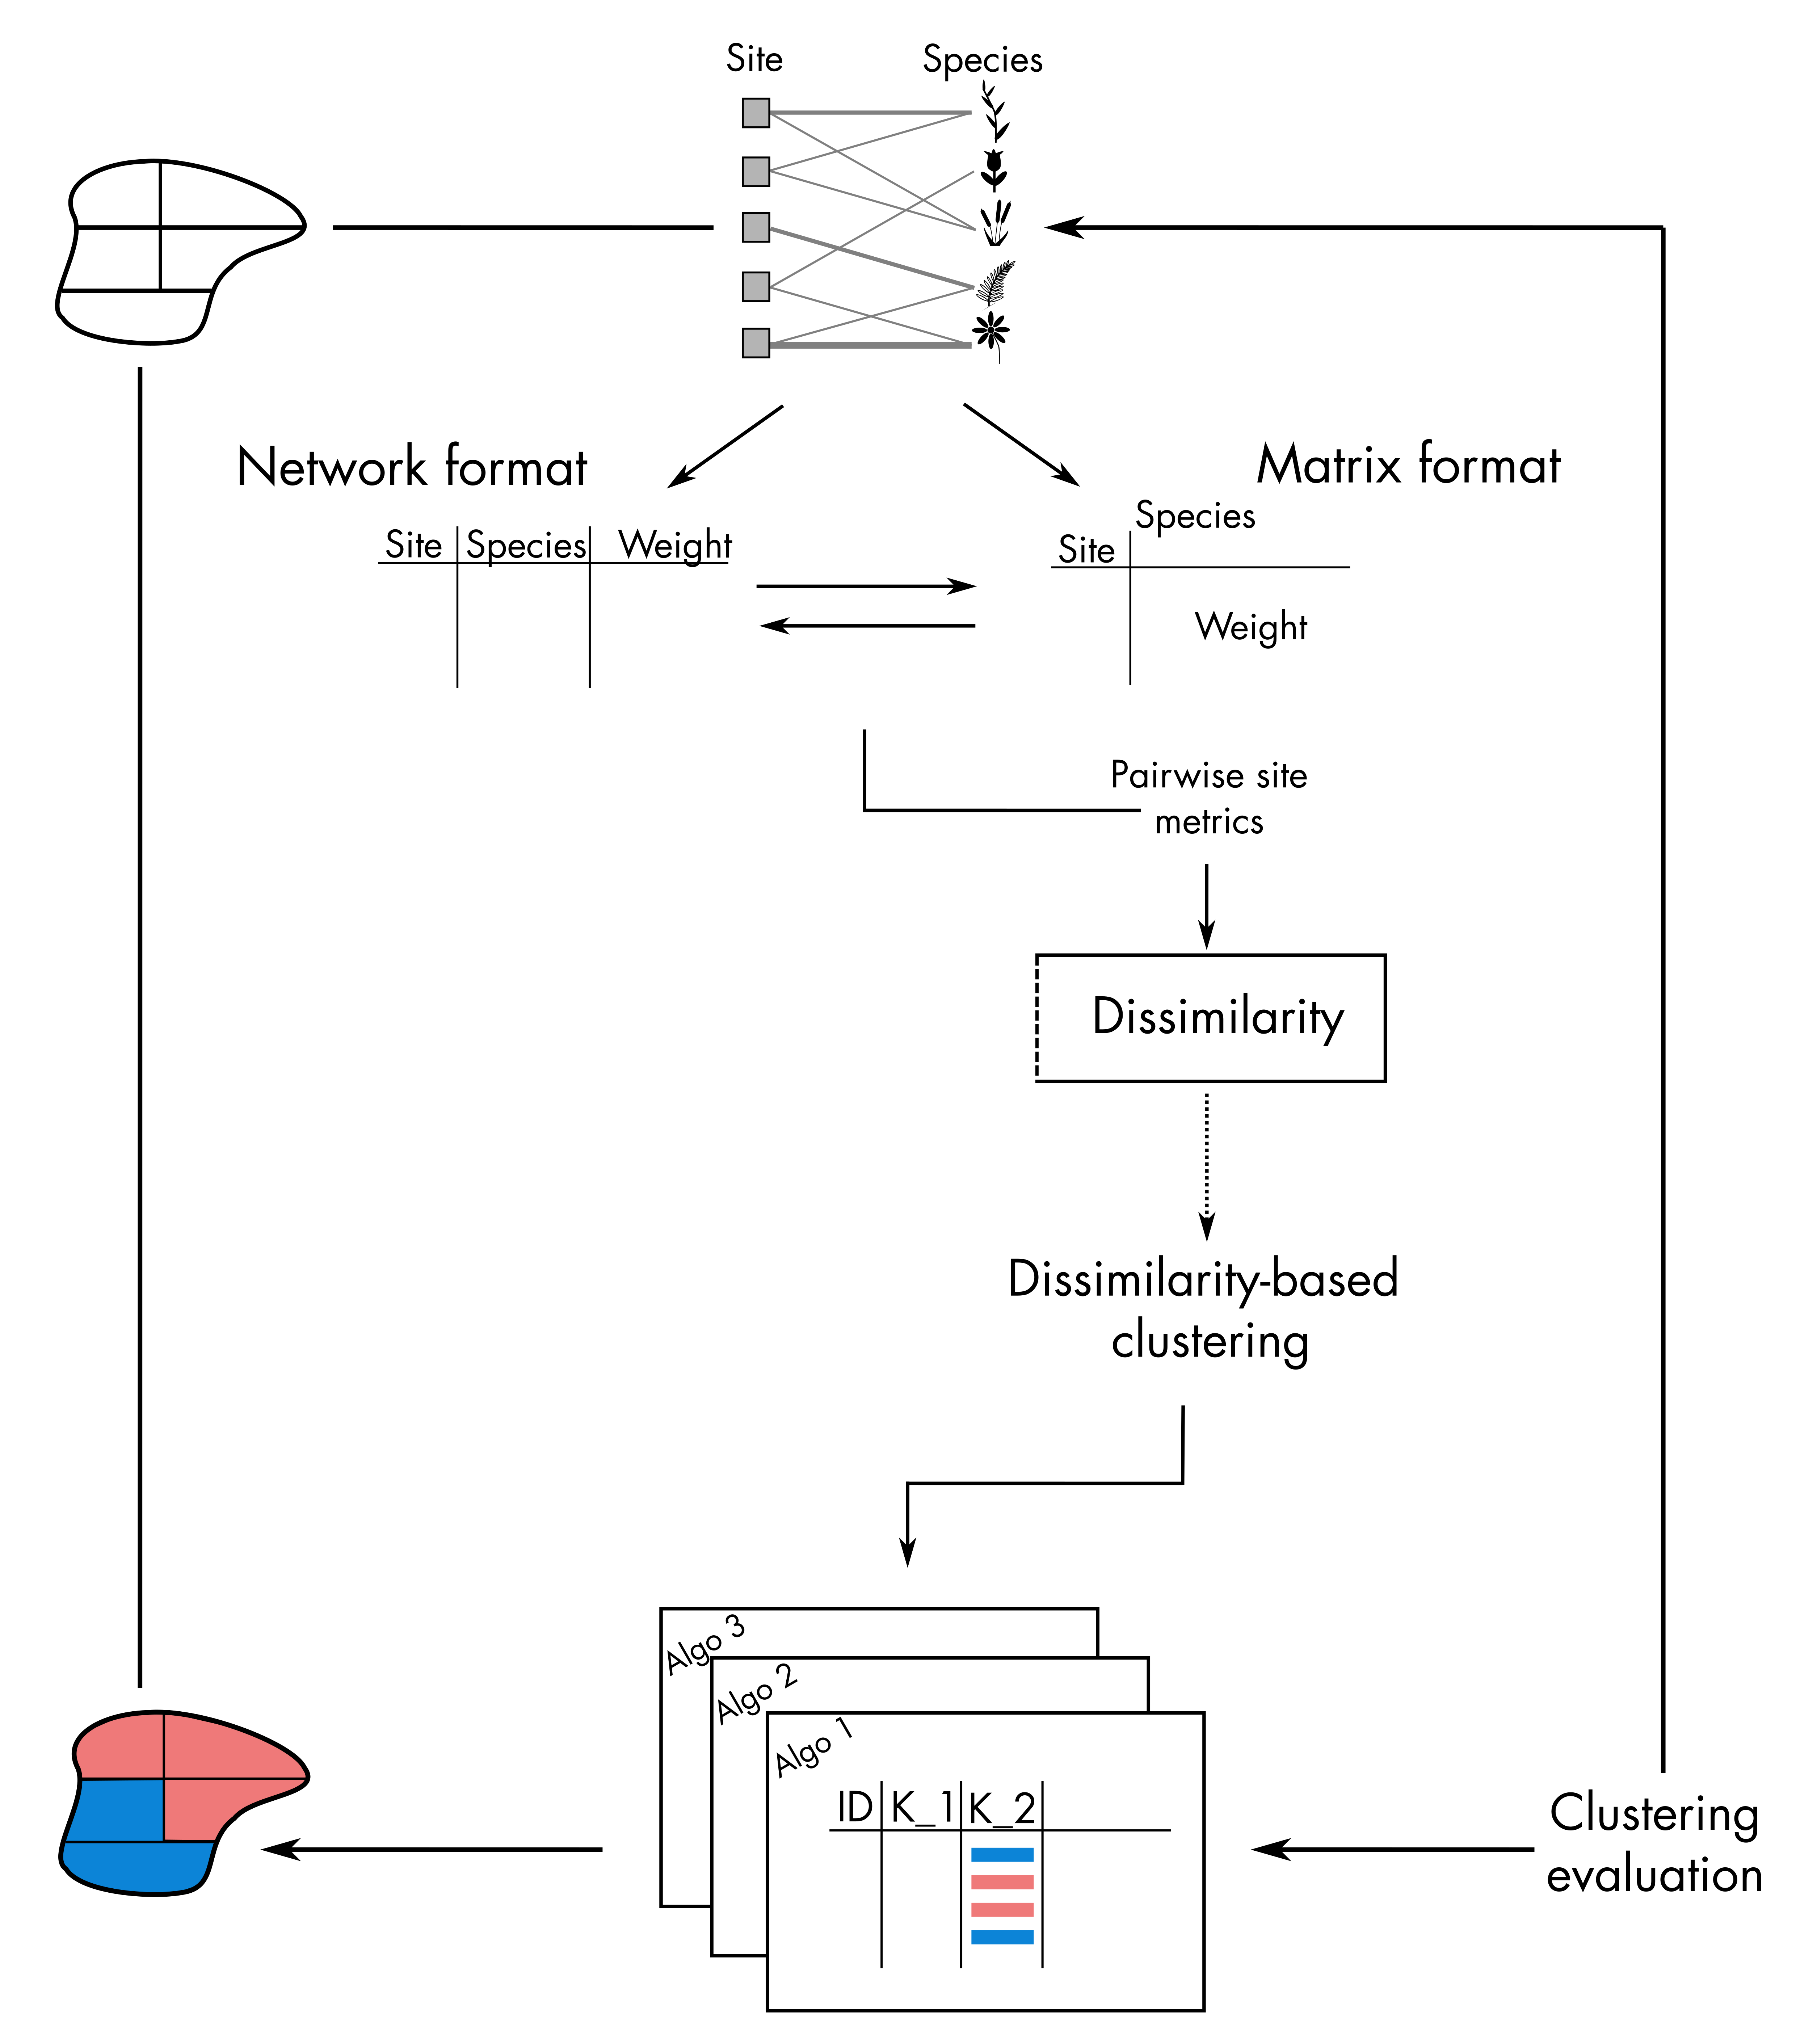 Site Species
Network format
Matrix format
Site Species Weight
Species
Site
Weight
Pairwise site
metrics
Dissimilarity
Dissimilarity-based
clustering
Algo 3
Algo 2
Algo 1
ID K_1 K_2
Clustering
evaluation